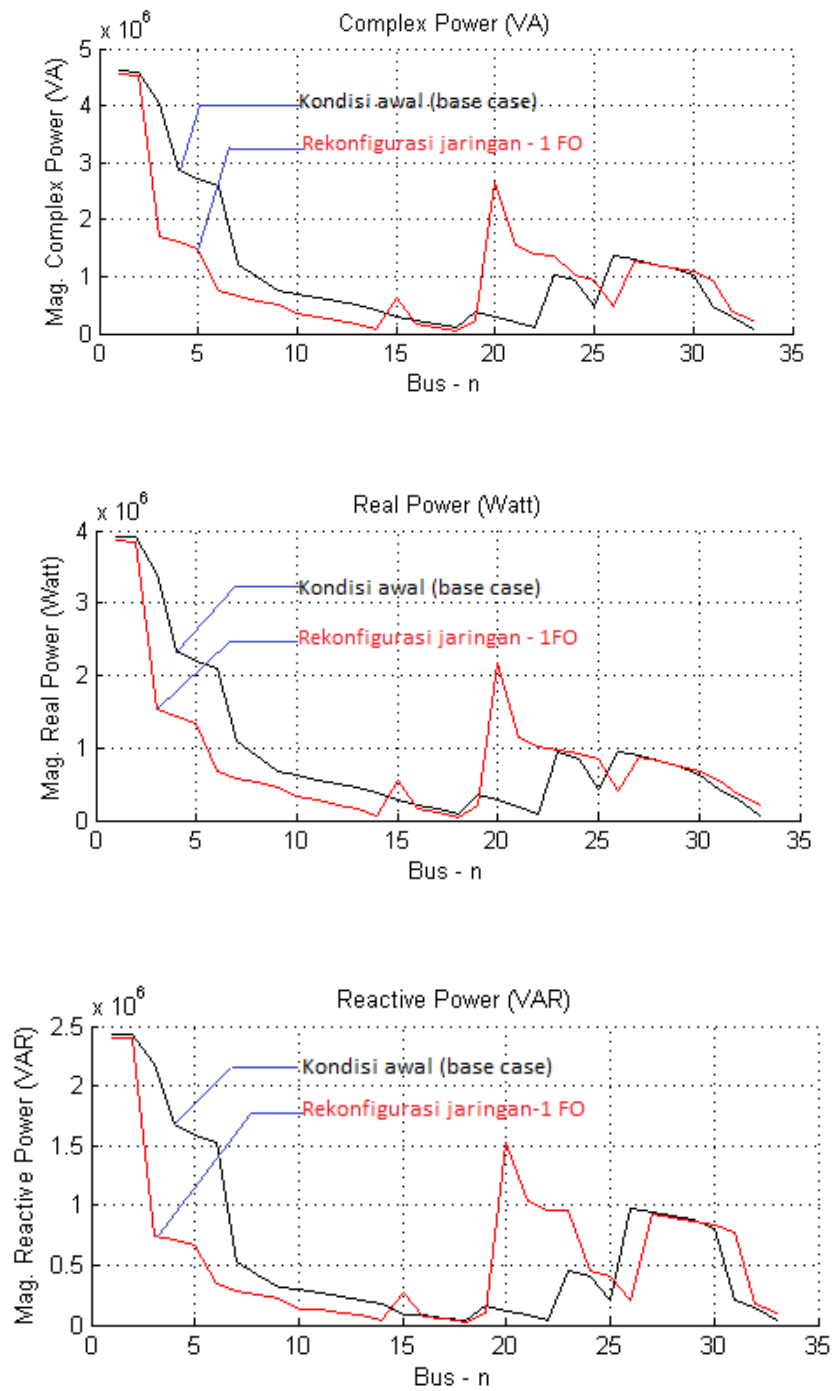 Complex Power (VA)
x 10^6
5
4
3
2
1
0
Mag. Complex Power (VA)
Kondisi awal (base case)
Rekonfigurasi jaringan - 1 FO
0 5 10 15 20 25 30 35
Bus - n
Real Power (Watt)
x 10^6
4
3
2
1
0
Mag. Real Power (Watt)
Kondisi awal (base case)
Rekonfigurasi jaringan - 1FO
0 5 10 15 20 25 30 35
Bus - n
Reactive Power (VAR)
x 10^6
2.5
2
1.5
1
0.5
0
Mag. Reactive Power (VAR)
Kondisi awal (base case)
Rekonfigurasi jaringan-1 FO
0 5 10 15 20 25 30 35
Bus - n